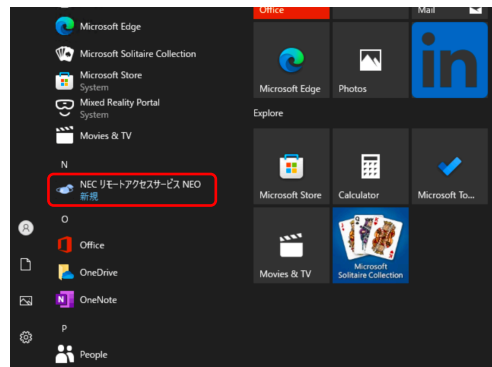 Microsoft Edge
Microsoft Solitaire Collection
Microsoft Store
System
Mixed Reality Portal
System
Movies & TV
N
NEC リモートアクセスサービス NEO
新規
O
Office
OneDrive
OneNote
P
People
Office
Mail
Microsoft Edge
Photos
in
Explore
Microsoft Store
Calculator
Microsoft To...
Movies & TV
Microsoft
Solitaire Collection